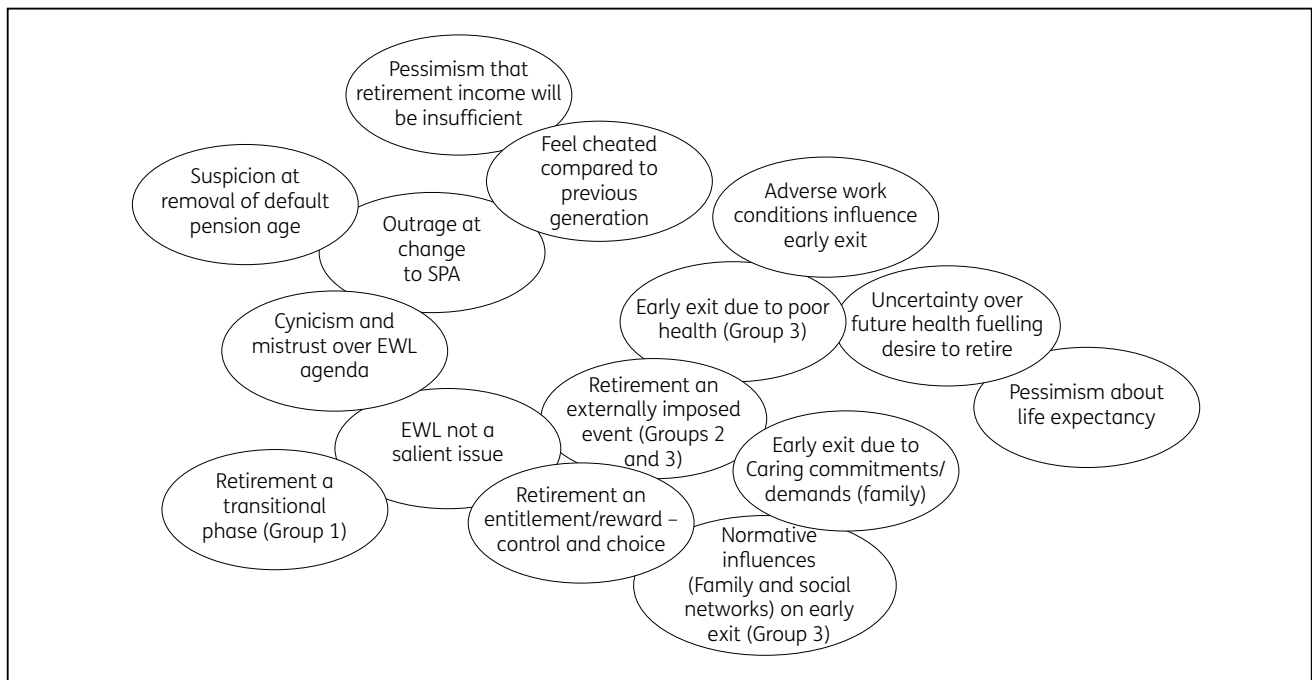 Pessimism that
retirement income will
be insufficient
Feel cheated
compared to
previous
generation
Suspicion at
removal of default
pension age
Outrage at
change
to SPA
Adverse work
conditions influence
early exit
Cynicism and
mistrust over EWL
agenda
Early exit due to poor
health (Group 3)
Uncertainty over
future health fuelling
desire to retire
Pessimism about
life expectancy
Retirement an
externally imposed
event (Groups 2
and 3)
EWL not a
salient issue
Early exit due to
Caring commitments/
demands (family)
Retirement a
transitional
phase (Group 1)
Retirement an
entitlement/reward –
control and choice
Normative
influences
(Family and social
networks) on early
exit (Group 3)